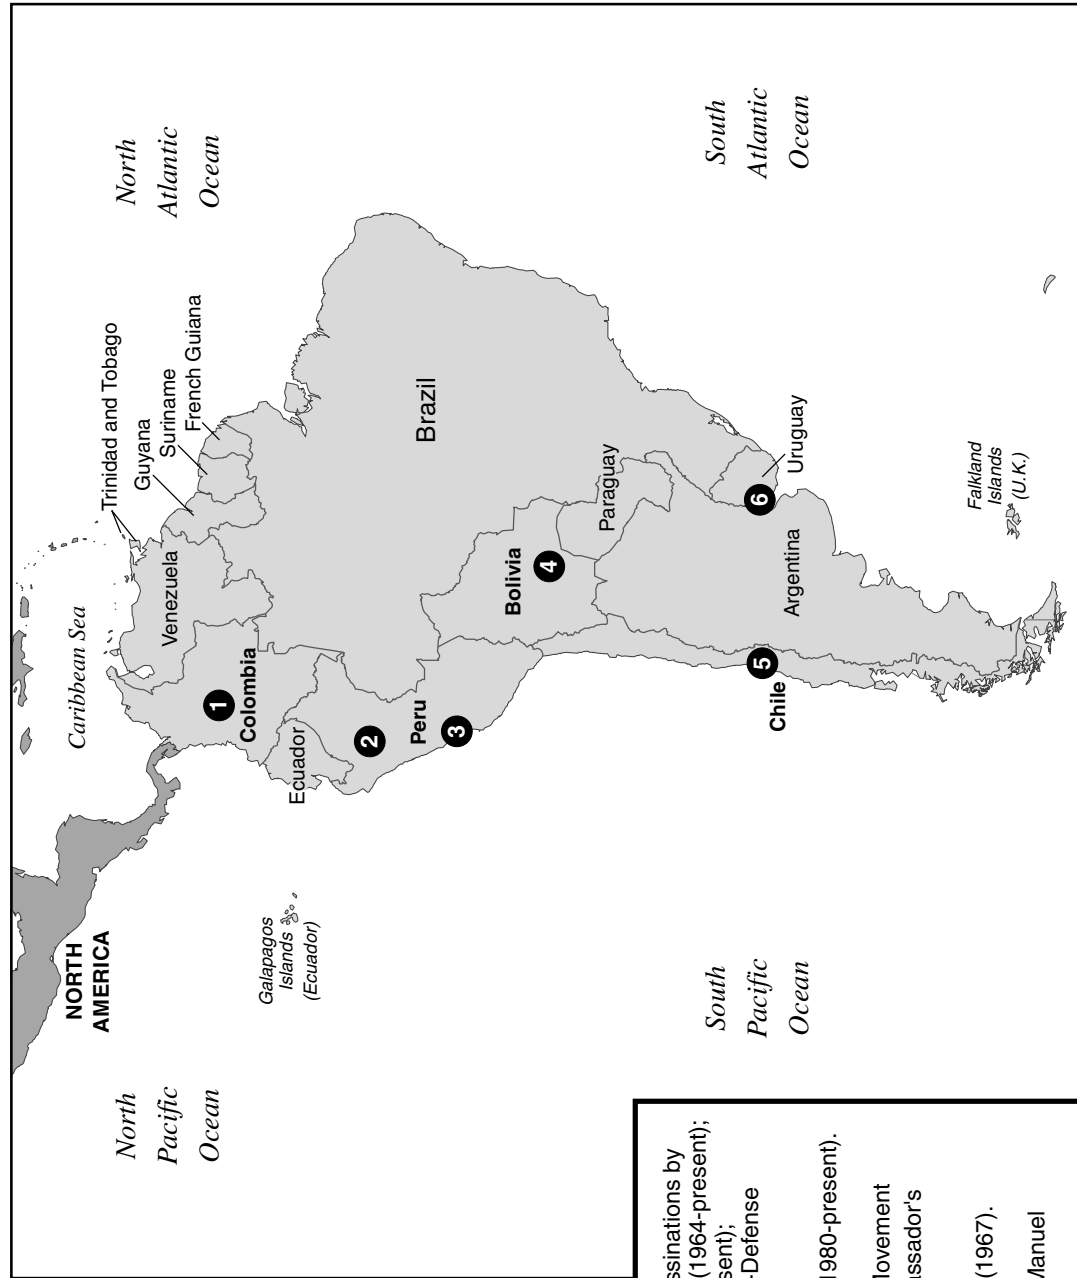 North
Pacific
Ocean
NORTH
AMERICA
Caribbean Sea
North
Atlantic
Ocean
Trinidad and Tobago
Guyana
Suriname
French Guiana
Venezuela
1
Colombia
Galapagos
Islands
(Ecuador)
Ecuador
2
Peru
3
Brazil
Bolivia
4
Paraguay
South
Pacific
Ocean
Chile
5
Argentina
6
Uruguay
South
Atlantic
Ocean
Falkland
Islands
(U.K.)
ssinations by
(1964-present);
sent);
-Defense
1980-present).
Movement
assador's
(1967).
Manuel